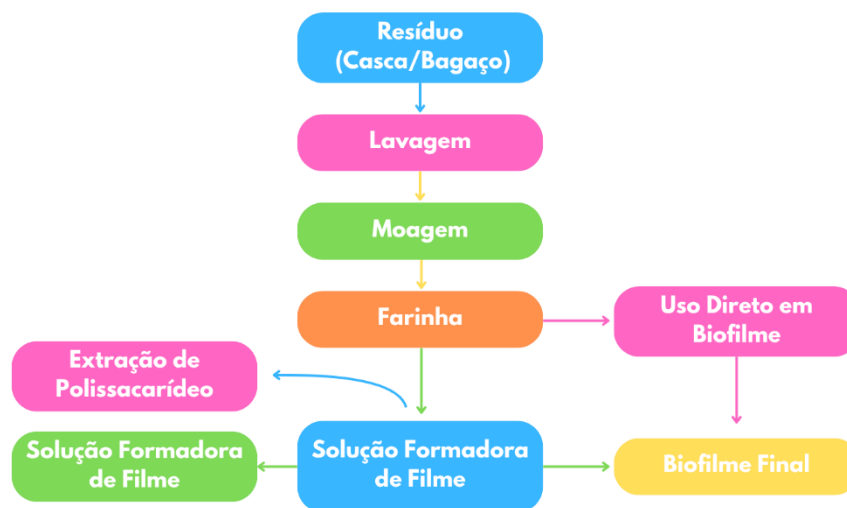 Resíduo
(Casca/Bagaço)
Lavagem
Moagem
Farinha
Uso Direto em
Biofilme
Extração de
Polissacarídeo
Solução Formadora
de Filme
Solução Formadora
de Filme
Biofilme Final